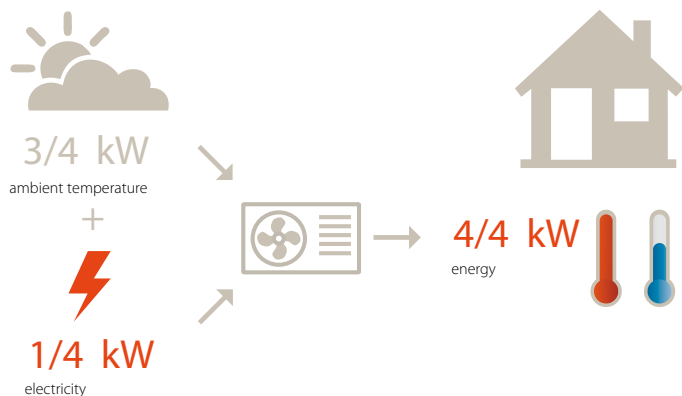 3/4 kW
ambient temperature
+
1/4 kW
electricity
4/4 kW
energy